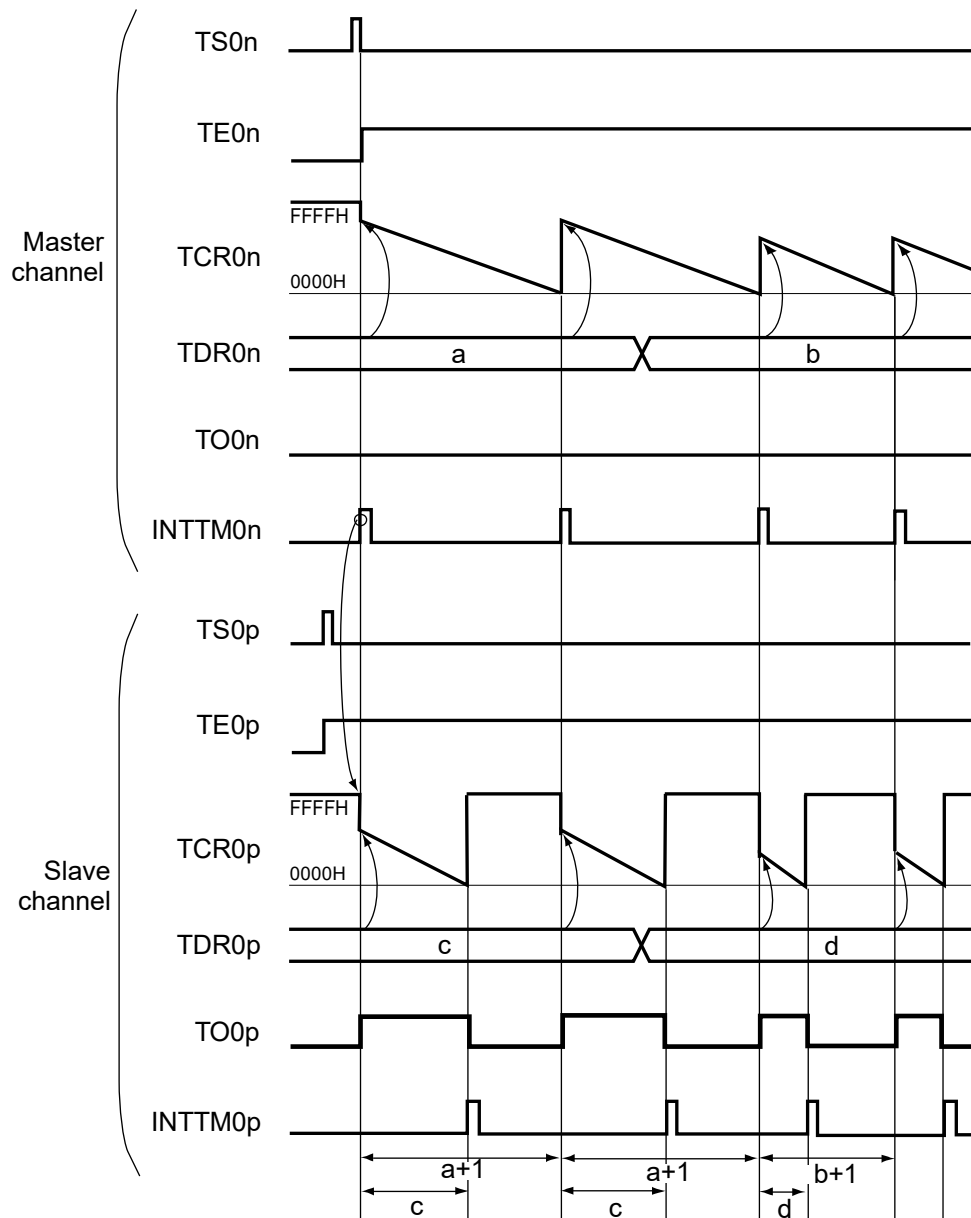 TS0n
TE0n
FFFFH
Master
channel
TCR0n
0000H
TDR0n
a
b
TO0n
INTTM0n
TS0p
TE0p
FFFFH
TCR0p
0000H
Slave
channel
TDR0p
c
d
TO0p
INTTM0p
a+1
a+1
b+1
c
c
d